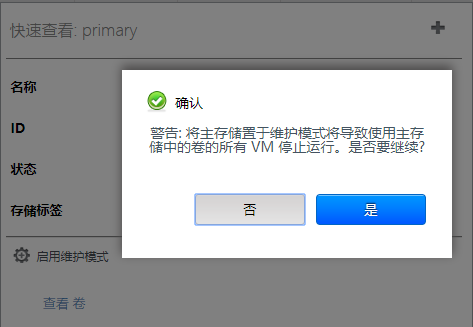 快速查看: primary
名称
ID
状态
存储标签
启用维护模式
查看 卷
确认
警告: 将主存储置于维护模式将导致使用主存
储中的卷的所有 VM 停止运行。是否要继续?
否
是